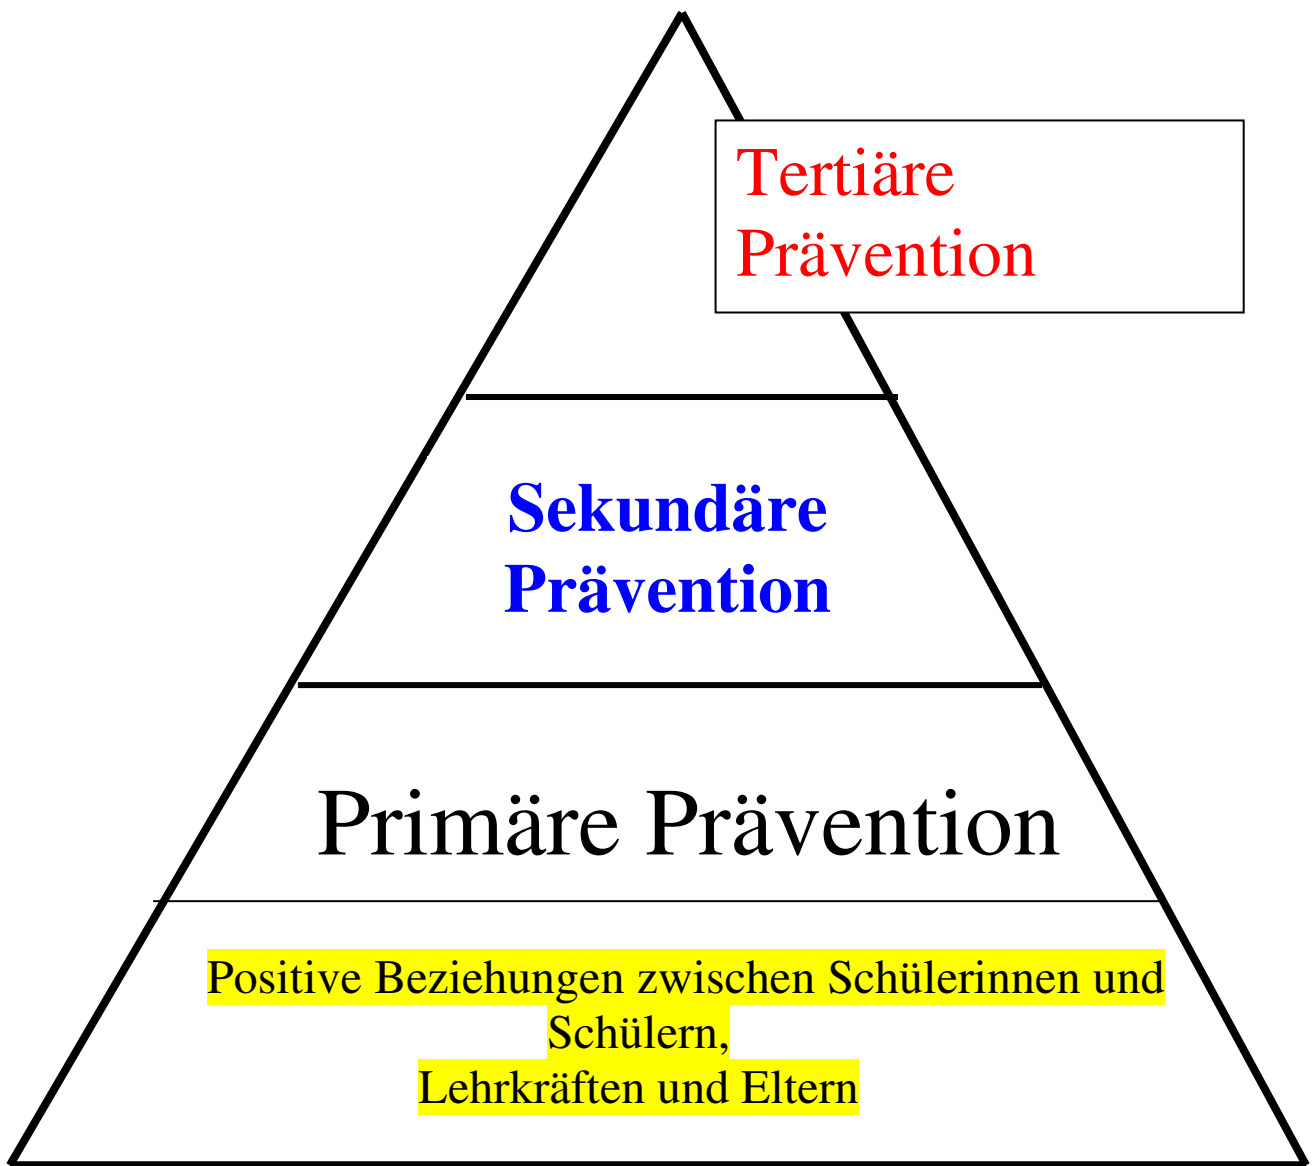 Tertiäre
Prävention
Sekundäre
Prävention
Primäre Prävention
Positive Beziehungen zwischen Schülerinnen und
Schülern,
Lehrkräften und Eltern